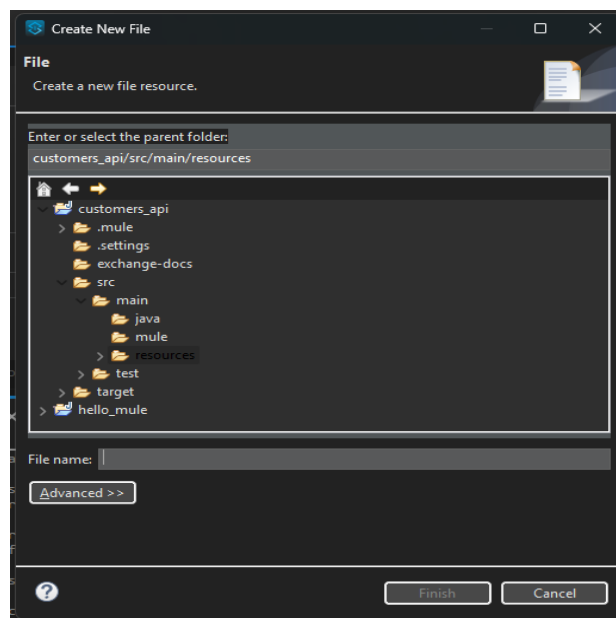 Create New File
File
Create a new file resource.
Enter or select the parent folder:
customers_api/src/main/resources
customers_api
.mule
.settings
exchange-docs
src
main
java
mule
resources
test
target
hello_mule
File name:
Advanced >>
Finish
Cancel